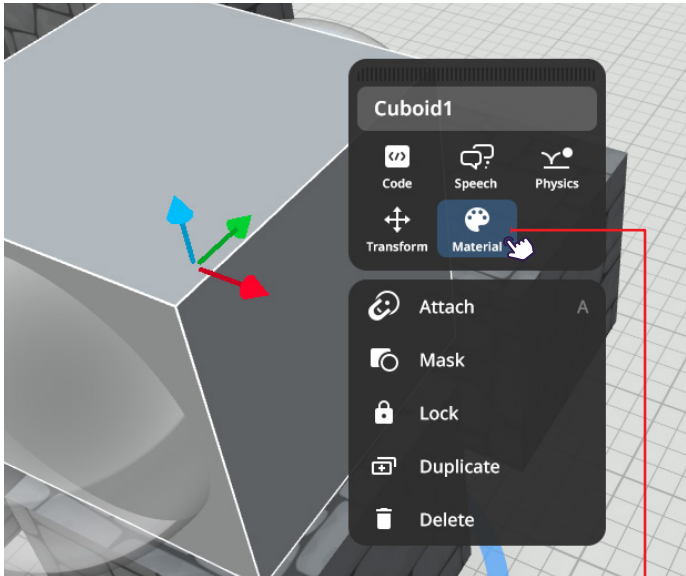 Cuboid1
Code Speech Physics
Transform Material
Attach A
Mask
Lock
Duplicate
Delete